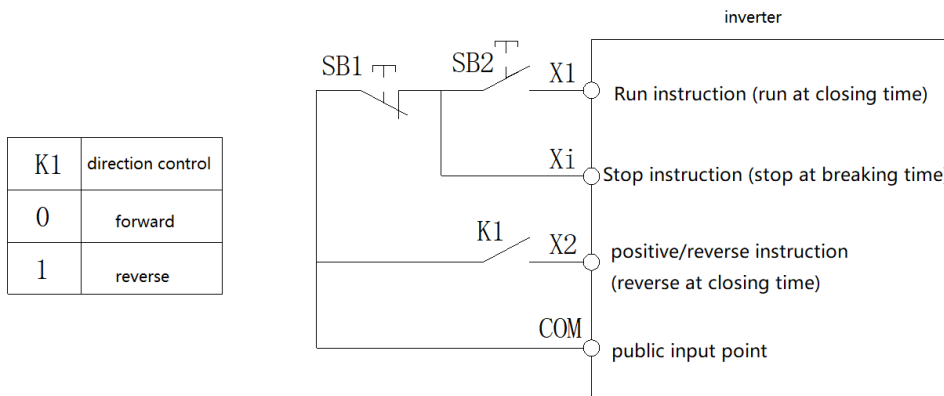 inverter
SB1
SB2
X1
Run instruction (run at closing time)
K1 direction control
Xi
Stop instruction (stop at breaking time)
0 forward
K1
X2
positive/reverse instruction
(reverse at closing time)
1 reverse
COM
public input point